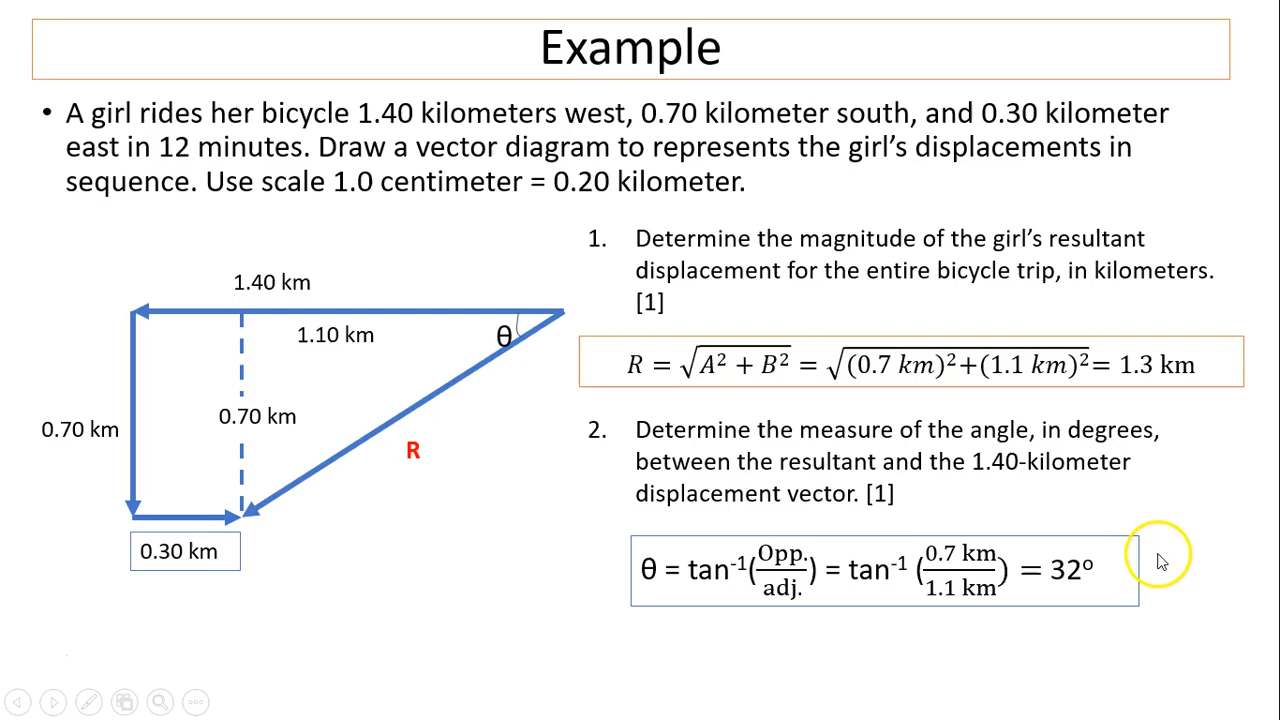 Example
• A girl rides her bicycle 1.40 kilometers west, 0.70 kilometer south, and 0.30 kilometer
east in 12 minutes. Draw a vector diagram to represents the girl’s displacements in
sequence. Use scale 1.0 centimeter = 0.20 kilometer.
1.40 km
1.10 km
θ
0.70 km
0.70 km
R
0.30 km
1. Determine the magnitude of the girl’s resultant
displacement for the entire bicycle trip, in kilometers.
[1]
R = √A² + B² = √(0.7 km)²+(1.1 km)²= 1.3 km
2. Determine the measure of the angle, in degrees,
between the resultant and the 1.40-kilometer
displacement vector. [1]
θ = tan⁻¹(Opp./adj.) = tan⁻¹ (0.7 km/1.1 km) = 32º